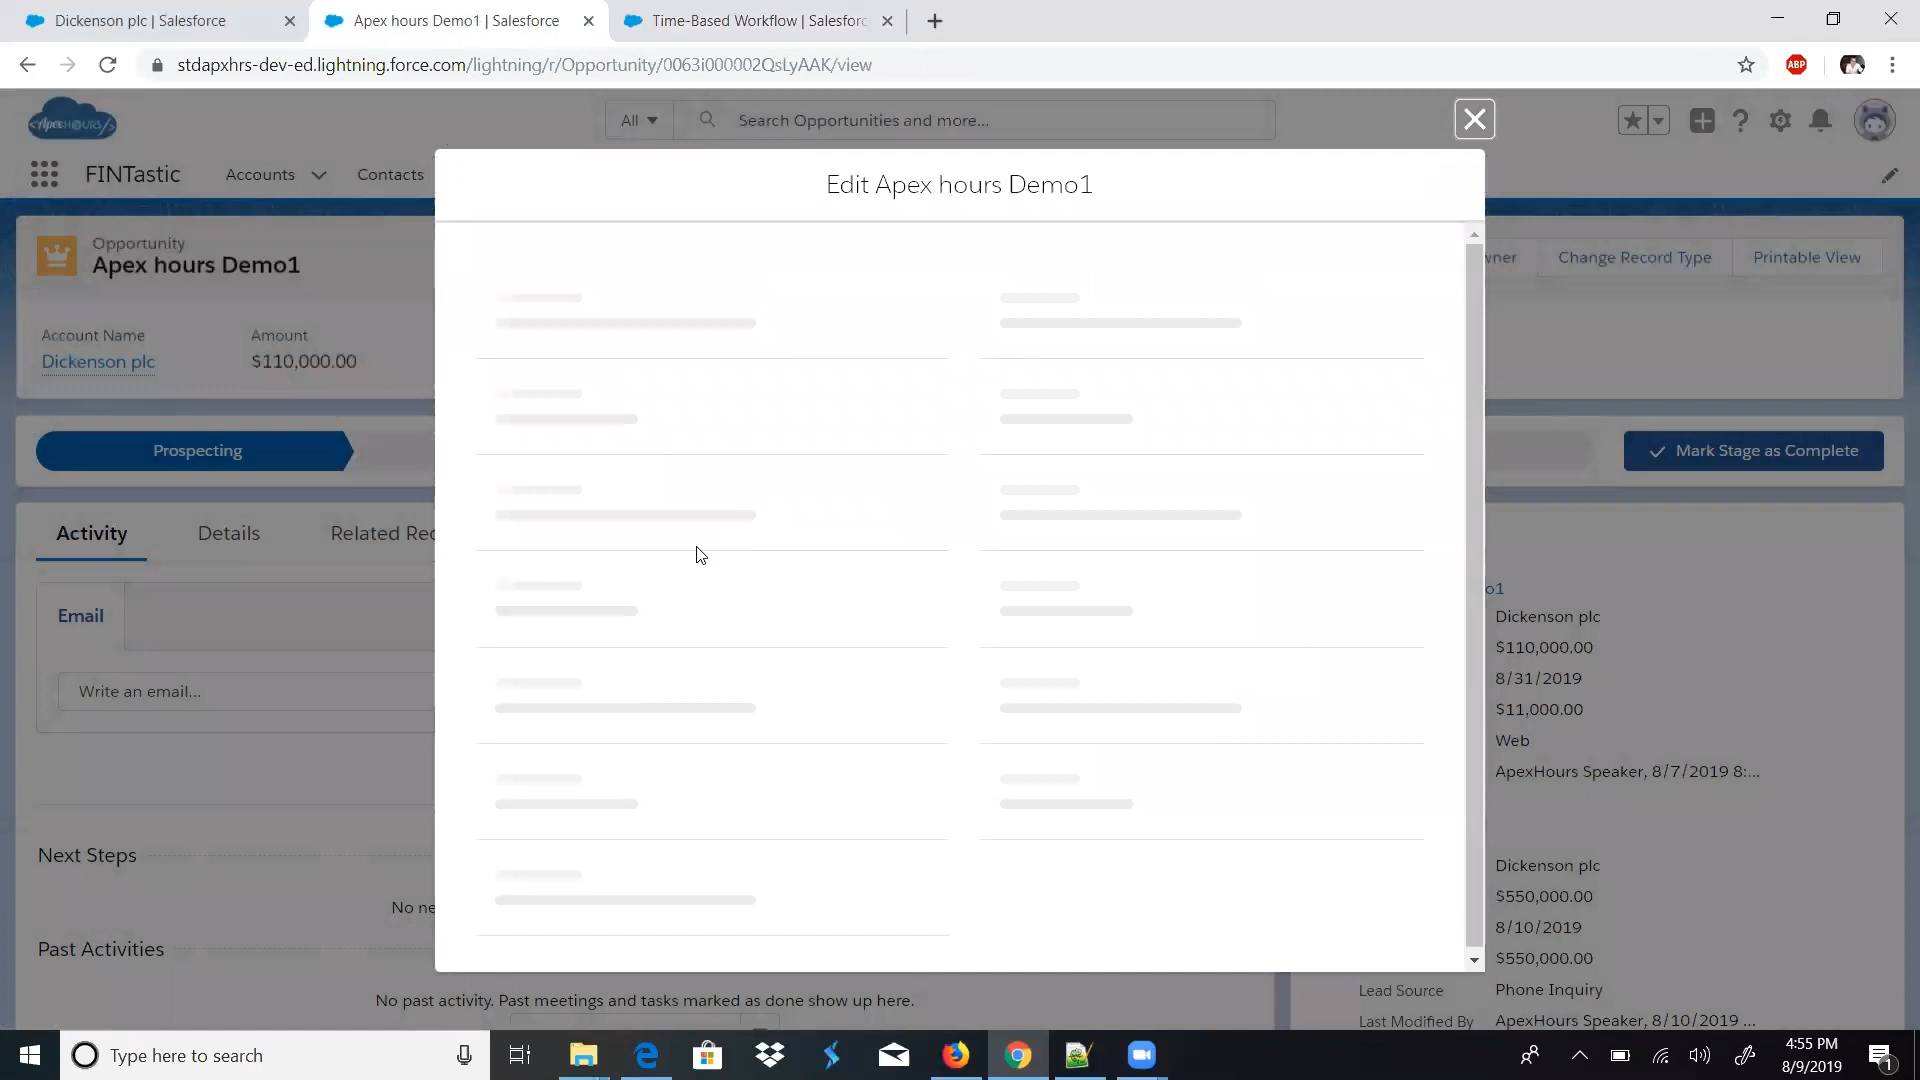 Dickenson plc | Salesforce
Apex hours Demo1 | Salesforce
Time-Based Workflow | Salesforc
stdapxhrs-dev-ed.lightning.force.com/lightning/r/Opportunity/0063i000002QsLyAAK/view
ABP
<ApexHOURS/>
All
Search Opportunities and more...
FINTastic
Accounts
Contacts
Edit Apex hours Demo1
Opportunity
Apex hours Demo1
wner
Change Record Type
Printable View
Account Name
Amount
Dickenson plc
$110,000.00
Prospecting
Mark Stage as Complete
Activity
Details
Related Rec
Email
Write an email...
o1
Dickenson plc
$110,000.00
8/31/2019
$11,000.00
Web
ApexHours Speaker, 8/7/2019 8:...
Next Steps
No ne
Past Activities
No past activity. Past meetings and tasks marked as done show up here.
Dickenson plc
$550,000.00
8/10/2019
$550,000.00
Lead Source
Phone Inquiry
Last Modified By
ApexHours Speaker, 8/10/2019 ...
Type here to search
4:55 PM
8/9/2019
1